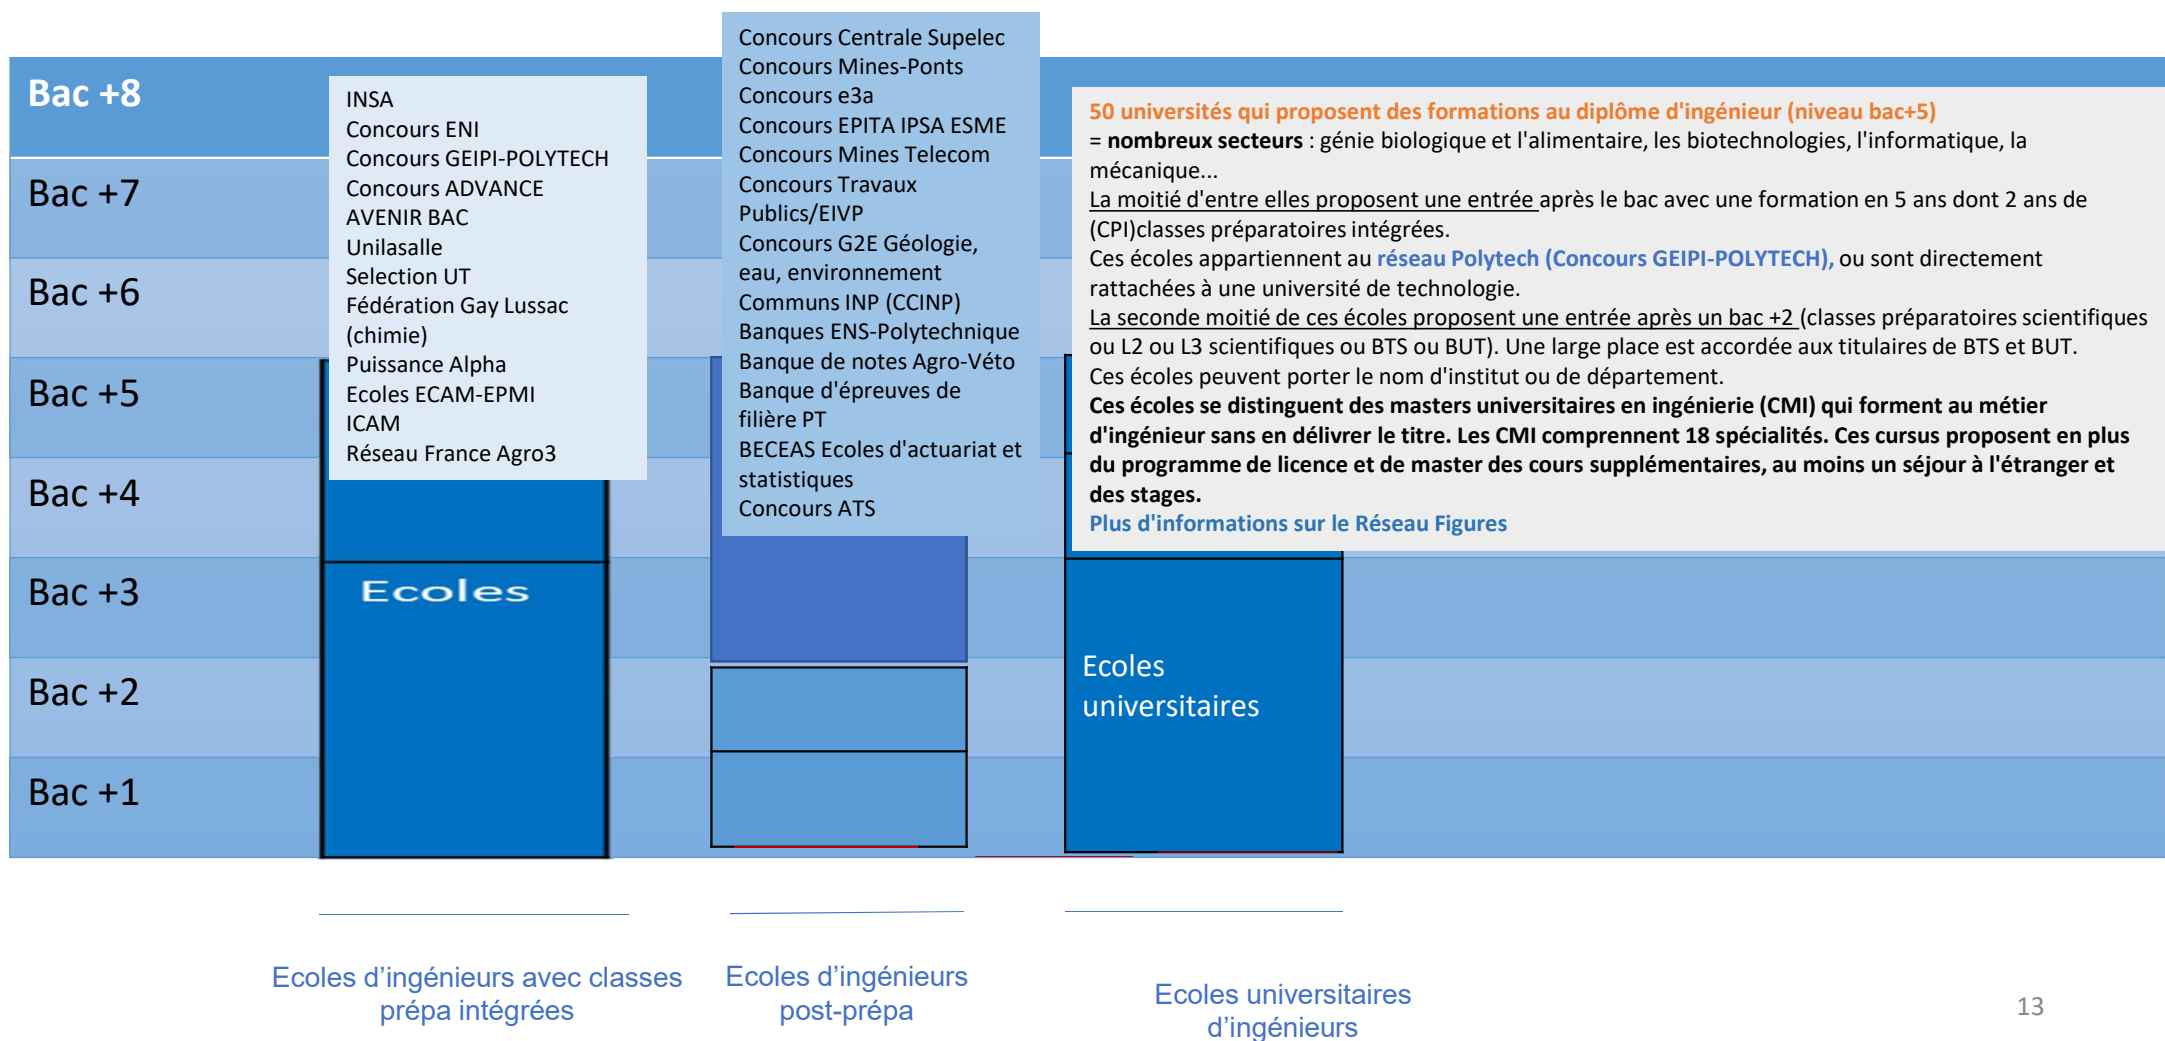 Bac +8
Bac +7
Bac +6
Bac +5
Bac +4
Bac +3
Bac +2
Bac +1
INSA
Concours ENI
Concours GEIPI-POLYTECH
Concours ADVANCE
AVENIR BAC
Unilasalle
Selection UT
Fédération Gay Lussac
(chimie)
Puissance Alpha
Ecoles ECAM-EPMI
ICAM
Réseau France Agro3
Ecoles
Concours Centrale Supelec
Concours Mines-Ponts
Concours e3a
Concours EPITA IPSA ESME
Concours Mines Telecom
Concours Travaux
Publics/EIVP
Concours G2E Géologie,
eau, environnement
Communs INP (CCINP)
Banques ENS-Polytechnique
Banque de notes Agro-Véto
Banque d'épreuves de
filière PT
BECEAS Ecoles d'actuariat et
statistiques
Concours ATS
50 universités qui proposent des formations au diplôme d'ingénieur (niveau bac+5)
= nombreux secteurs : génie biologique et l'alimentaire, les biotechnologies, l'informatique, la
mécanique...
La moitié d'entre elles proposent une entrée après le bac avec une formation en 5 ans dont 2 ans de
(CPI)classes préparatoires intégrées.
Ces écoles appartiennent au réseau Polytech (Concours GEIPI-POLYTECH), ou sont directement
rattachées à une université de technologie.
La seconde moitié de ces écoles proposent une entrée après un bac +2 (classes préparatoires scientifiques
ou L2 ou L3 scientifiques ou BTS ou BUT). Une large place est accordée aux titulaires de BTS et BUT.
Ces écoles peuvent porter le nom d'institut ou de département.
Ces écoles se distinguent des masters universitaires en ingénierie (CMI) qui forment au métier
d'ingénieur sans en délivrer le titre. Les CMI comprennent 18 spécialités. Ces cursus proposent en plus
du programme de licence et de master des cours supplémentaires, au moins un séjour à l'étranger et
des stages.
Plus d'informations sur le Réseau Figures
Ecoles
universitaires
Ecoles d’ingénieurs avec classes
prépa intégrées
Ecoles d’ingénieurs
post-prépa
Ecoles universitaires
d’ingénieurs
13